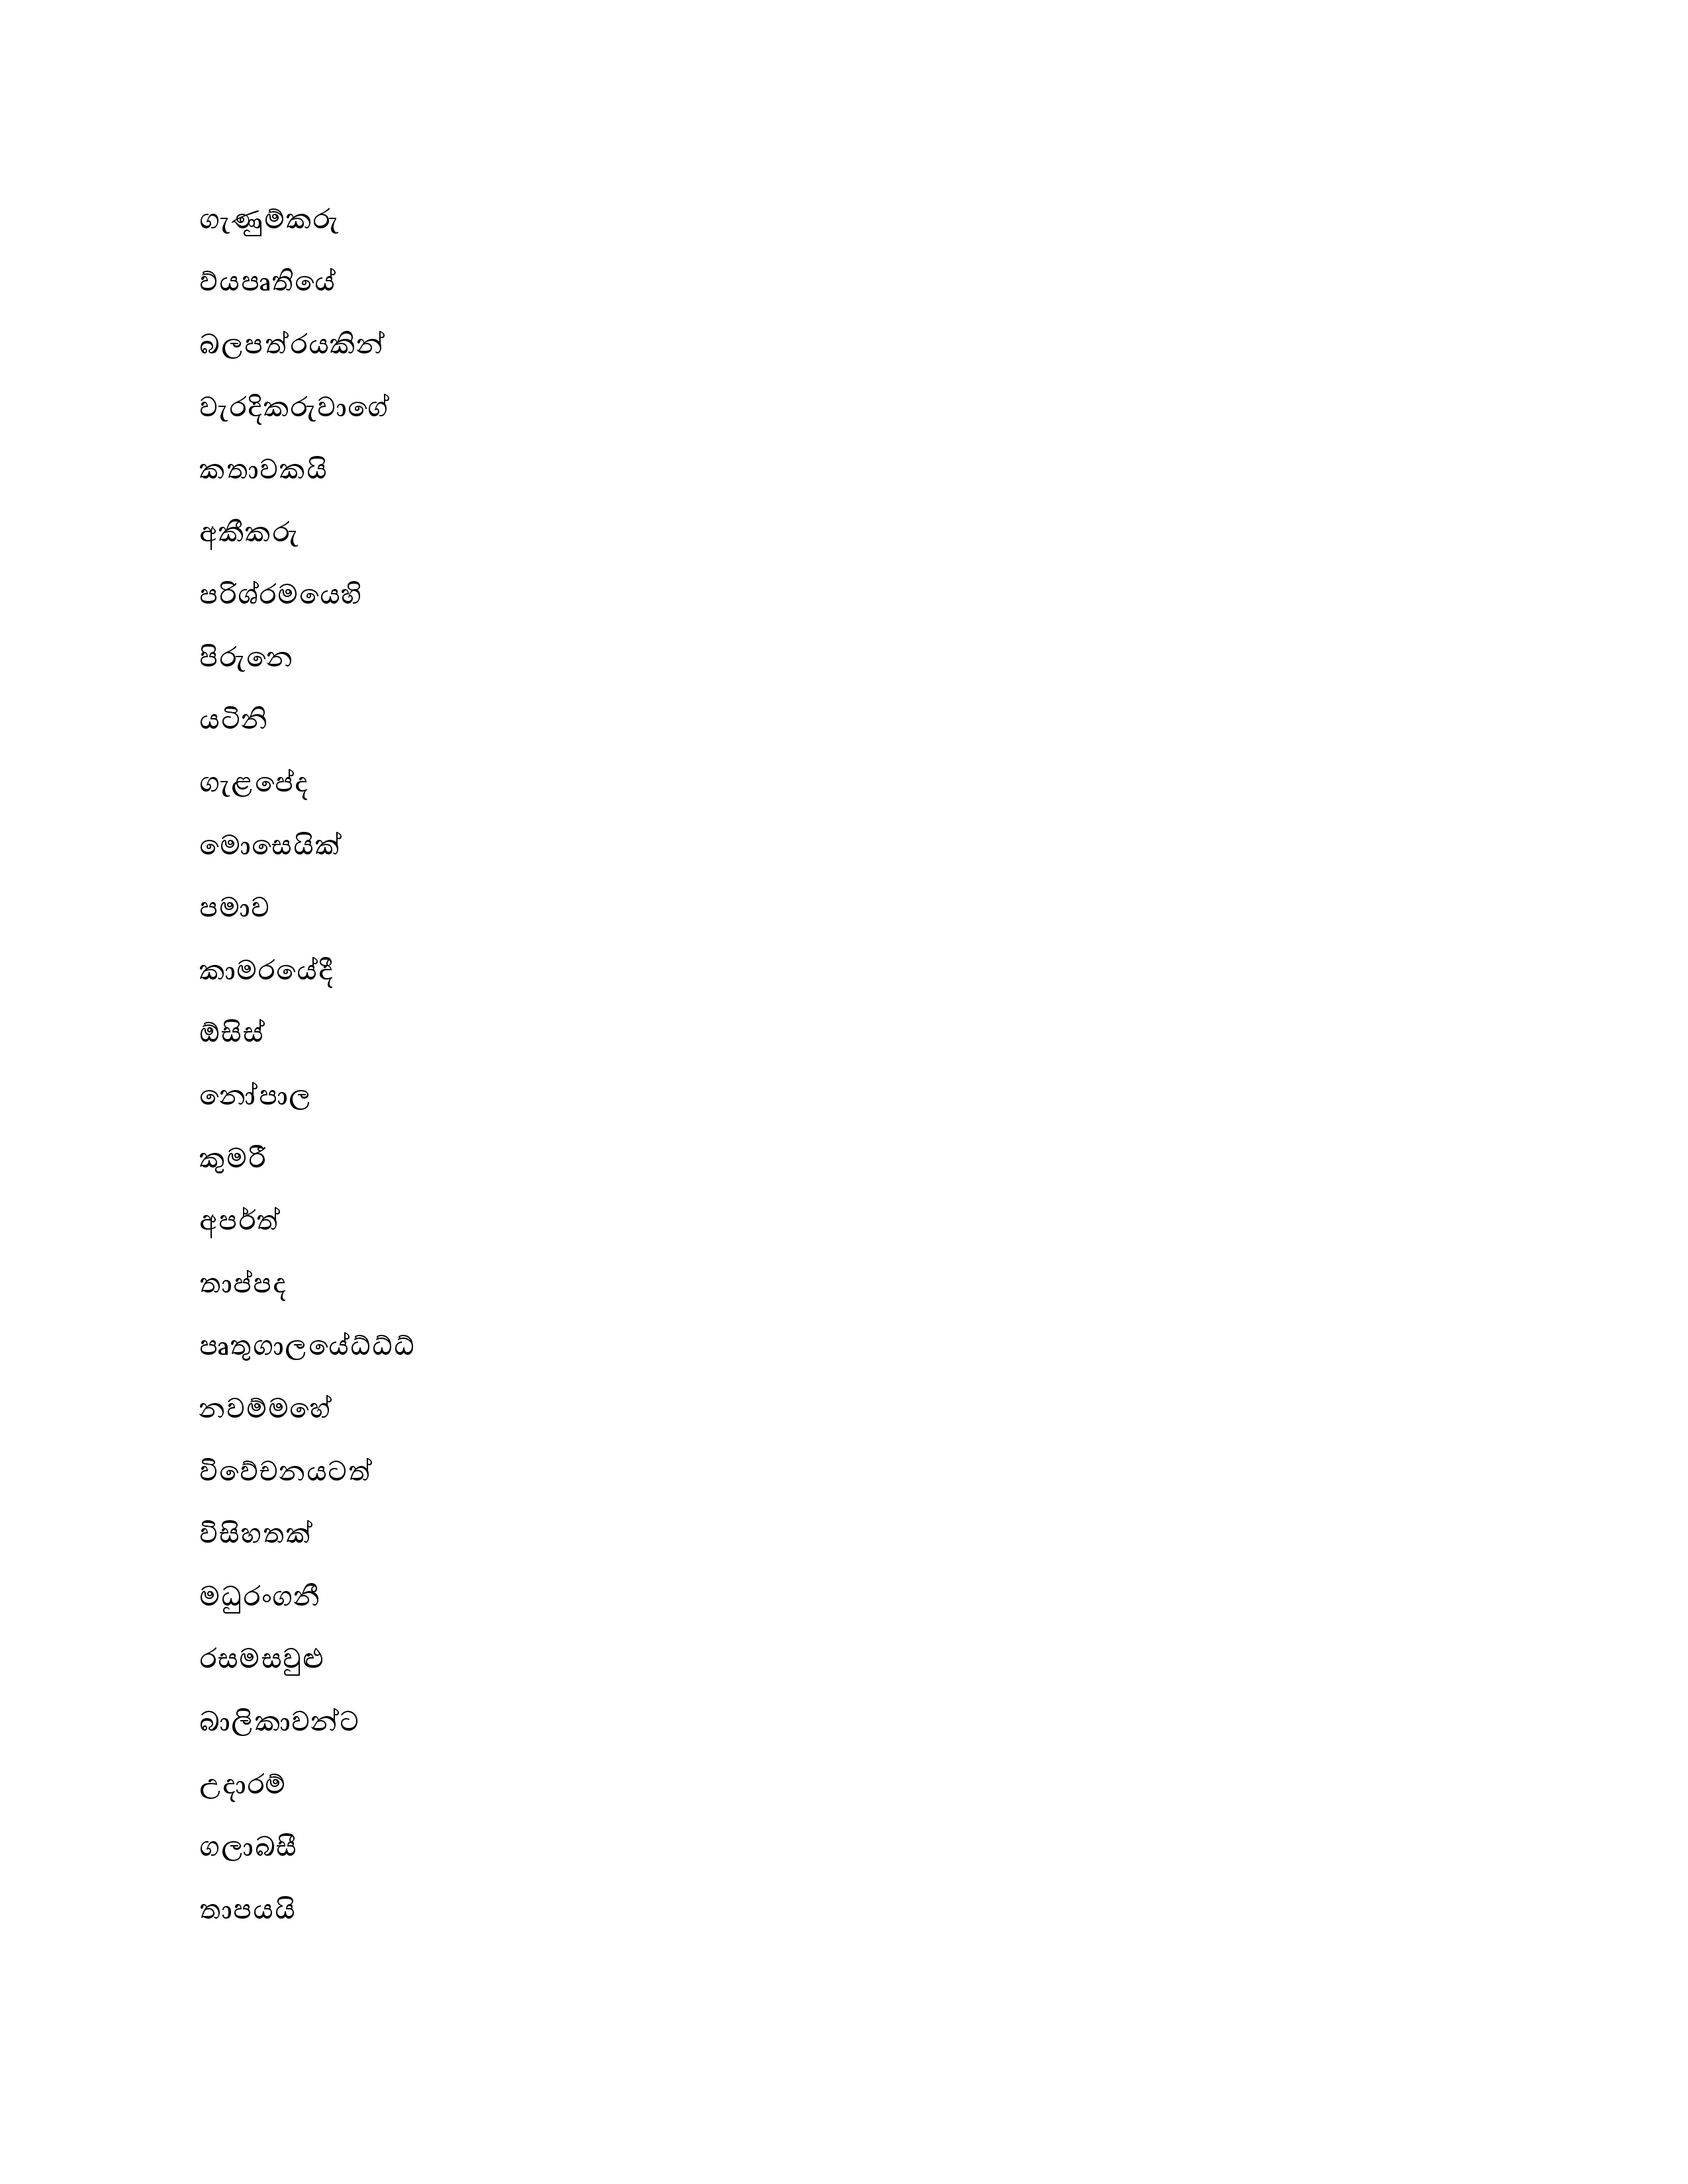 ගැණුම්කරු
ව්යපෘතියේ
බලපත්රයකින්
වැරදිකරුවාගේ
කතාවකයි
අකීකරු
පරිශ්රමයෙහි
පිරුනෙ
යටිනි
ගැළපේද
මොසෙයික්
පමාව
කාමරයේදී
ඕසිස්
නෝපාල
කුමරී
අපර්ත්
තාප්පද
පෘතුගාලයේධ්ධ්ධ්
නවම්මහේ
විවේචනයටත්
විසිහතක්
මධුරංගනී
රසමසවුළු
බාලිකාවන්ට
උදාරම්
ගලාබසී
තාපයයි